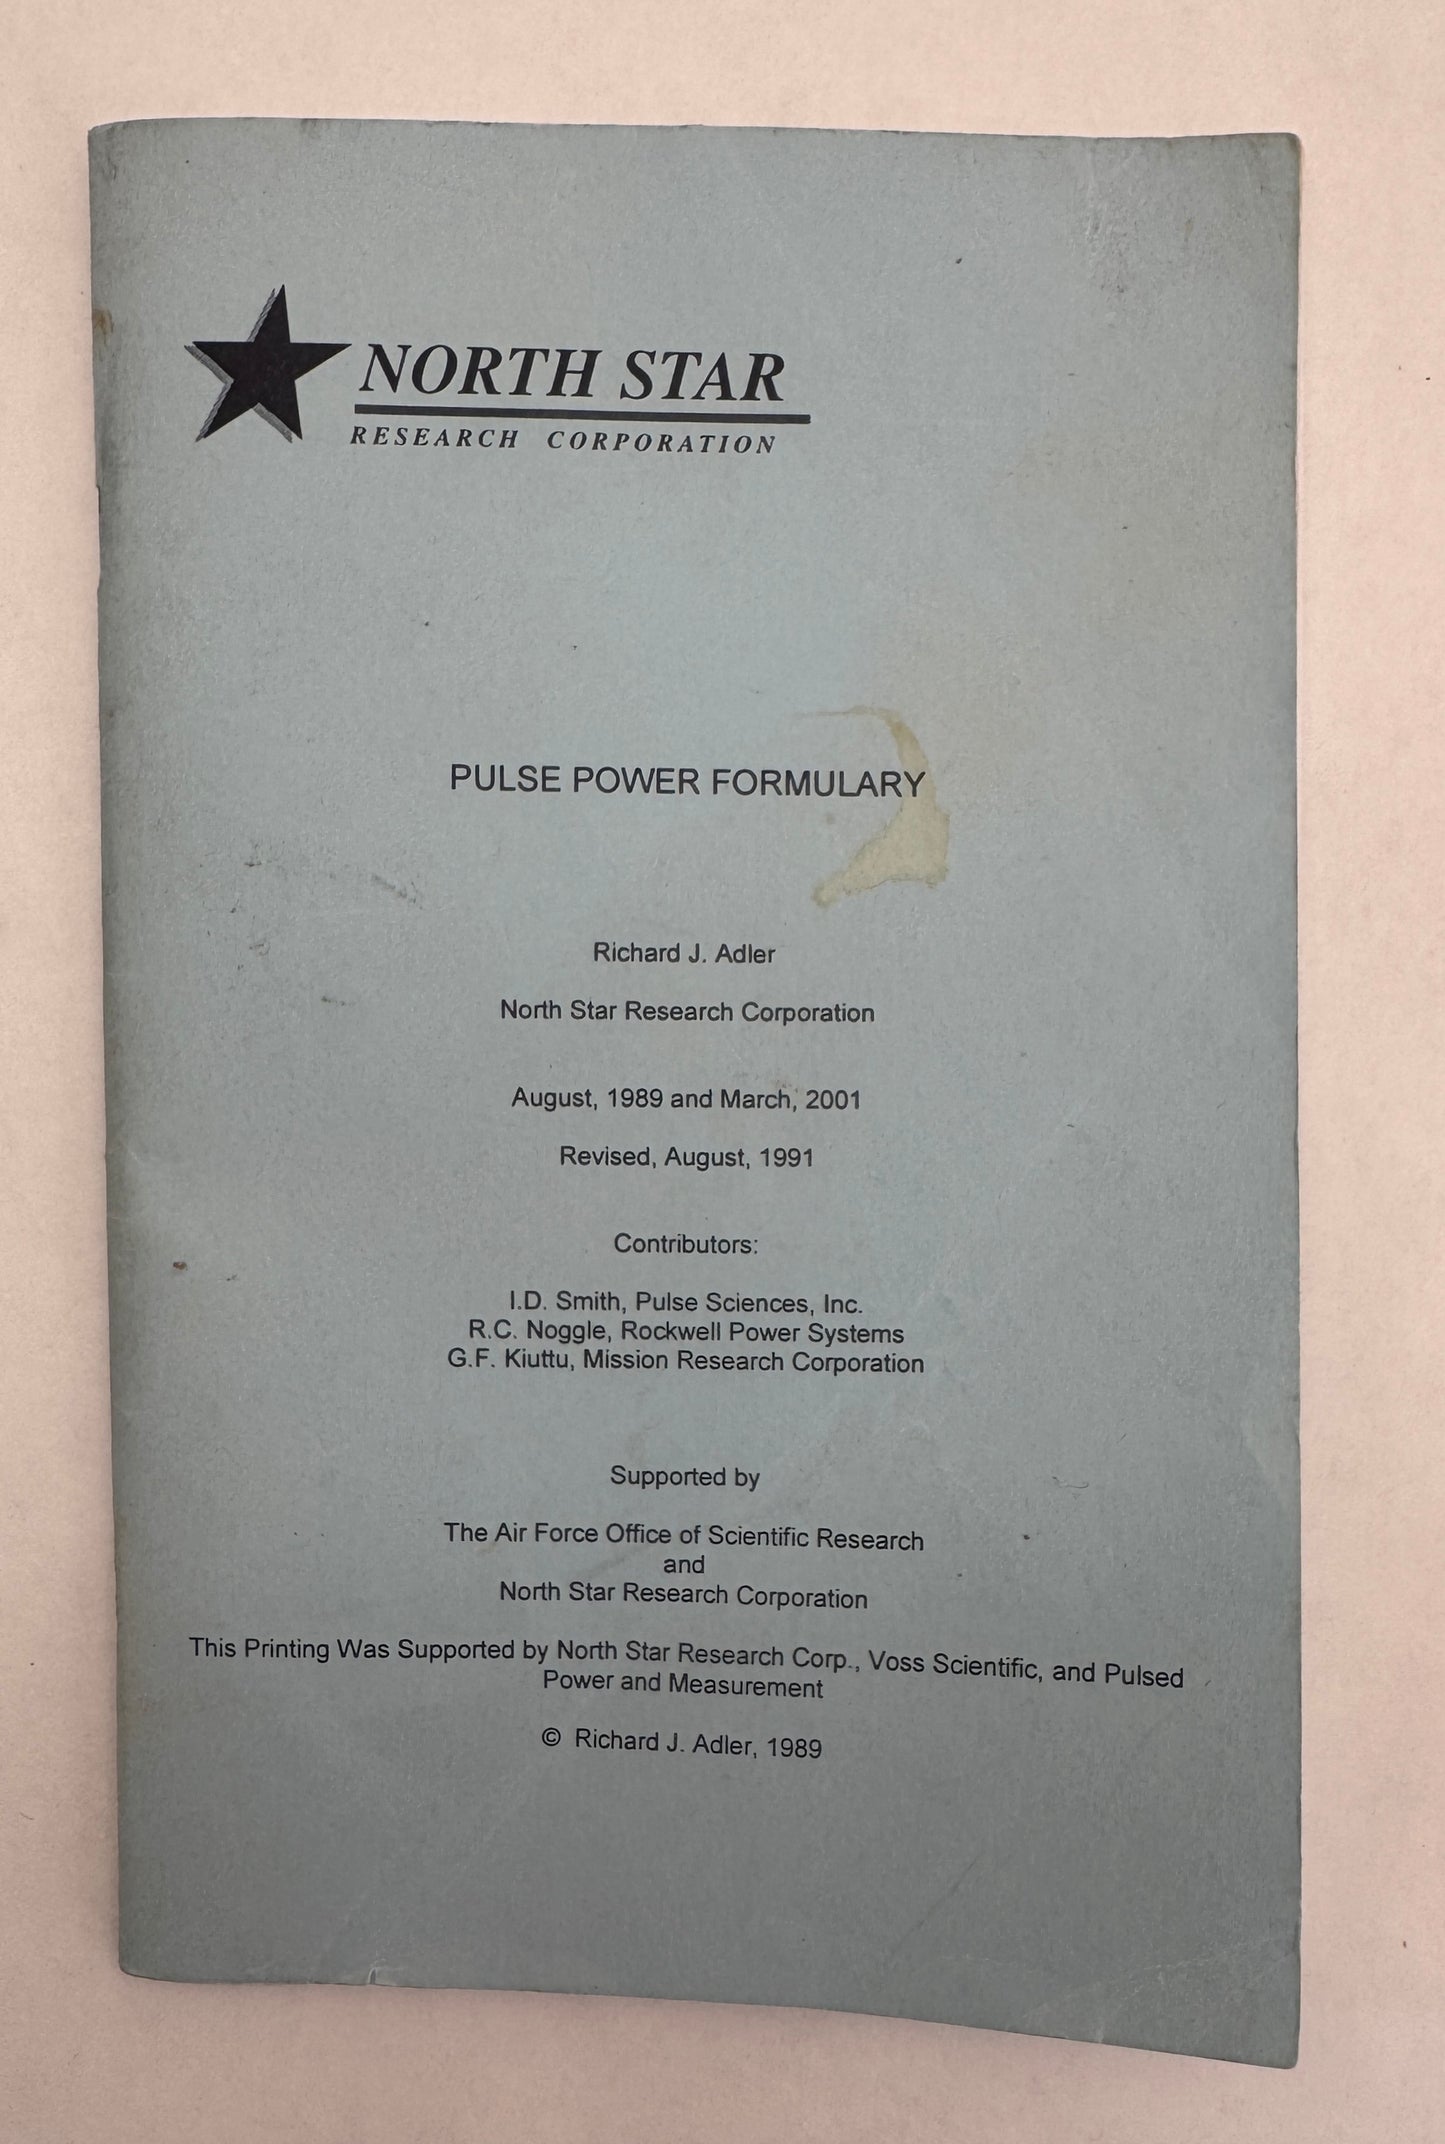 NORTH STAR
RESEARCH CORPORATION
PULSE POWER FORMULARY
Richard J. Adler
North Star Research Corporation
August, 1989 and March, 2001
Revised, August, 1991
Contributors:
I.D. Smith, Pulse Sciences, Inc.
R.C. Noggle, Rockwell Power Systems
G.F. Kiuttu, Mission Research Corporation
Supported by
The Air Force Office of Scientific Research
and
North Star Research Corporation
This Printing Was Supported by North Star Research Corp., Voss Scientific, and Pulsed
Power and Measurement
© Richard J. Adler, 1989